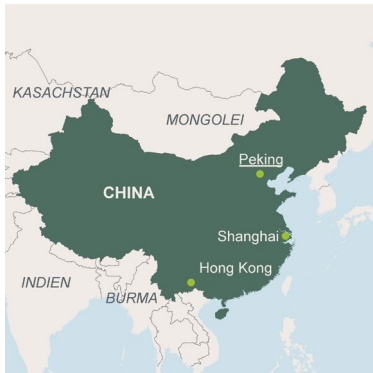 KASACHSTAN
MONGOLEI
Peking
CHINA
Shanghai
Hong Kong
INDIEN
BURMA